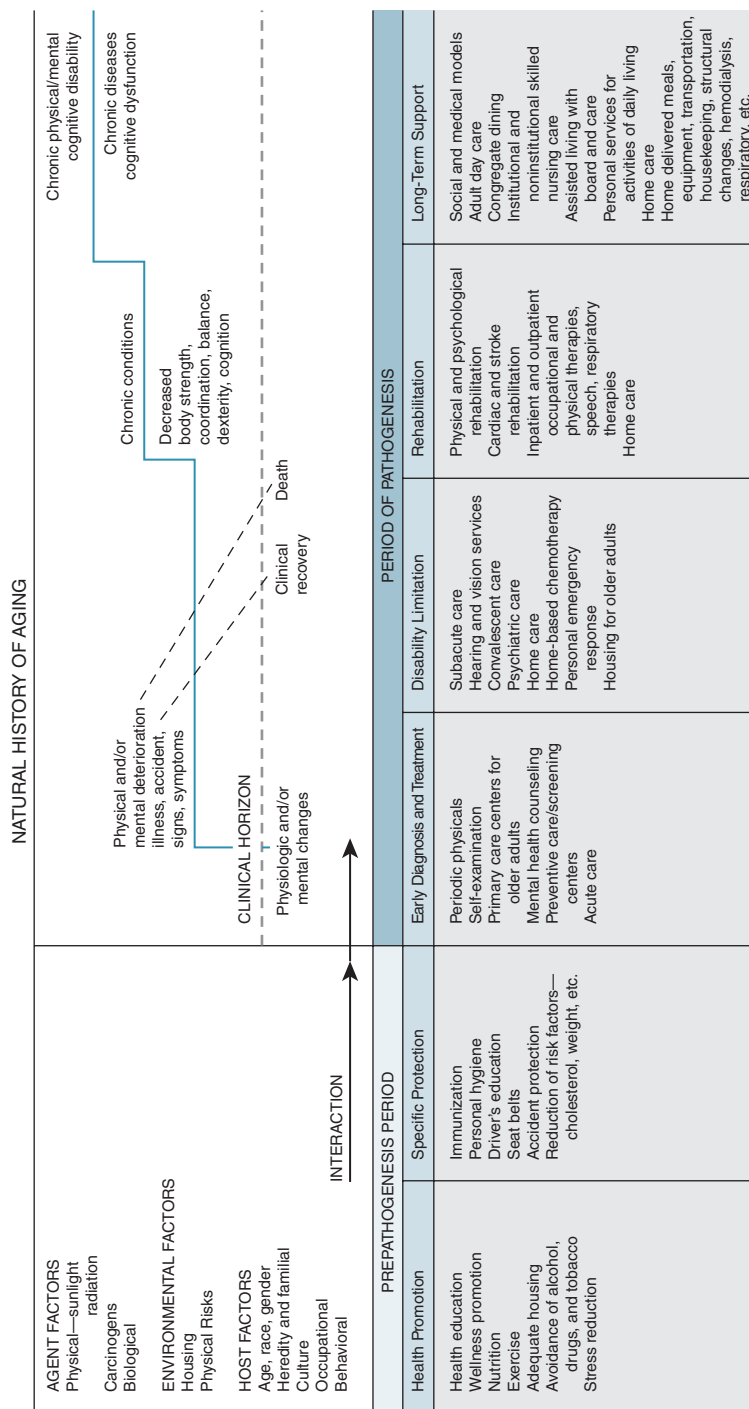 NATURAL HISTORY OF AGING
AGENT FACTORS
Physical—sunlight
radiation
Carcinogens
Biological
ENVIRONMENTAL FACTORS
Housing
Physical Risks
HOST FACTORS
Age, race, gender
Heredity and familial
Culture
Occupational
Behavioral
INTERACTION
Physical and/or
mental deterioration
illness, accident,
signs, symptoms
CLINICAL HORIZON
Physiologic and/or
mental changes
Clinical
recovery
Death
Chronic conditions
Decreased
body strength,
coordination, balance,
dexterity, cognition
Chronic physical/mental
cognitive disability
Chronic diseases
cognitive dysfunction
PREPATHOGENESIS PERIOD
PERIOD OF PATHOGENESIS
Health Promotion
Health education
Wellness promotion
Nutrition
Exercise
Adequate housing
Avoidance of alcohol,
drugs, and tobacco
Stress reduction
Specific Protection
Immunization
Personal hygiene
Driver's education
Seat belts
Accident protection
Reduction of risk factors—
cholesterol, weight, etc.
Early Diagnosis and Treatment
Periodic physicals
Self-examination
Primary care centers for
older adults
Mental health counseling
Preventive care/screening
centers
Acute care
Disability Limitation
Subacute care
Hearing and vision services
Convalescent care
Psychiatric care
Home care
Home-based chemotherapy
Personal emergency
response
Housing for older adults
Rehabilitation
Physical and psychological
rehabilitation
Cardiac and stroke
rehabilitation
Inpatient and outpatient
occupational and
physical therapies,
speech, respiratory
therapies
Home care
Long-Term Support
Social and medical models
Adult day care
Congregate dining
Institutional and
noninstitutional skilled
nursing care
Assisted living with
board and care
Personal services for
activities of daily living
Home care
Home delivered meals,
equipment, transportation,
housekeeping, structural
changes, hemodialysis,
respiratory, etc.